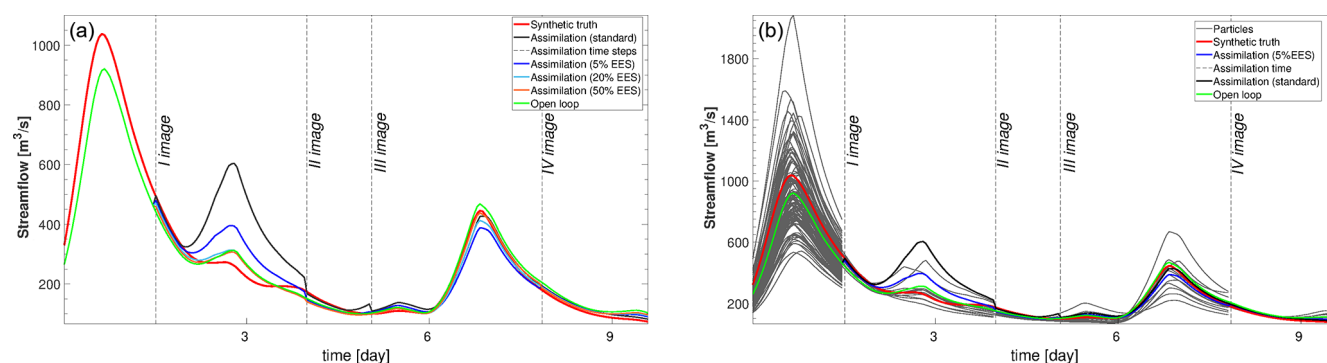 (a)
Synthetic truth
Assimilation (standard)
Assimilation time steps
Assimilation (5% EES)
Assimilation (20% EES)
Assimilation (50% EES)
Open loop
1000
800
600
400
200
Streamflow [m³/s]
I image
II image
III image
IV image
3
6
9
time [day]
(b)
Particles
Synthetic truth
Assimilation (5%EES)
Assimilation time
Assimilation (standard)
Open loop
1800
1400
1000
600
200
Streamflow [m³/s]
I image
II image
III image
IV image
3
6
9
time [day]